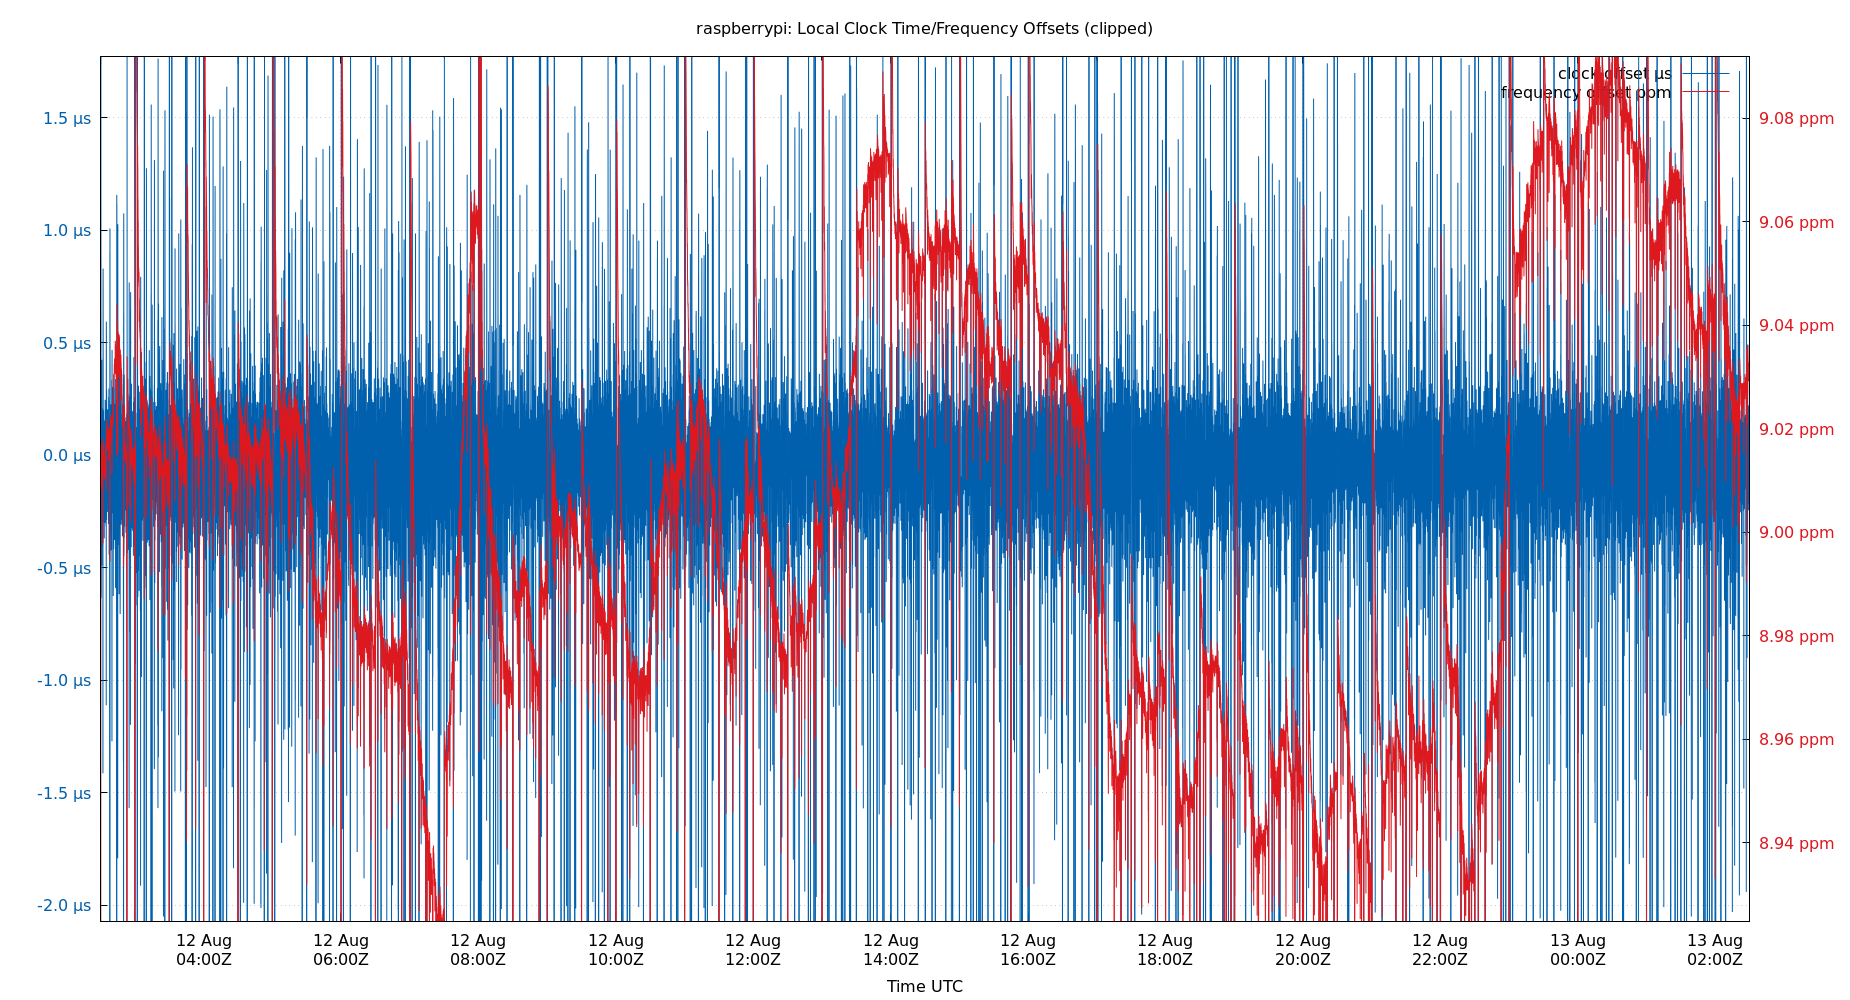 raspberrypi: Local Clock Time/Frequency Offsets (clipped)
clock offset µs
frequency offset ppm
1.5 µs
1.0 µs
0.5 µs
0.0 µs
-0.5 µs
-1.0 µs
-1.5 µs
-2.0 µs
9.08 ppm
9.06 ppm
9.04 ppm
9.02 ppm
9.00 ppm
8.98 ppm
8.96 ppm
8.94 ppm
12 Aug 12 Aug 12 Aug 12 Aug 12 Aug 12 Aug 12 Aug 12 Aug 12 Aug 12 Aug 13 Aug 13 Aug
04:00Z 06:00Z 08:00Z 10:00Z 12:00Z 14:00Z 16:00Z 18:00Z 20:00Z 22:00Z 00:00Z 02:00Z
Time UTC